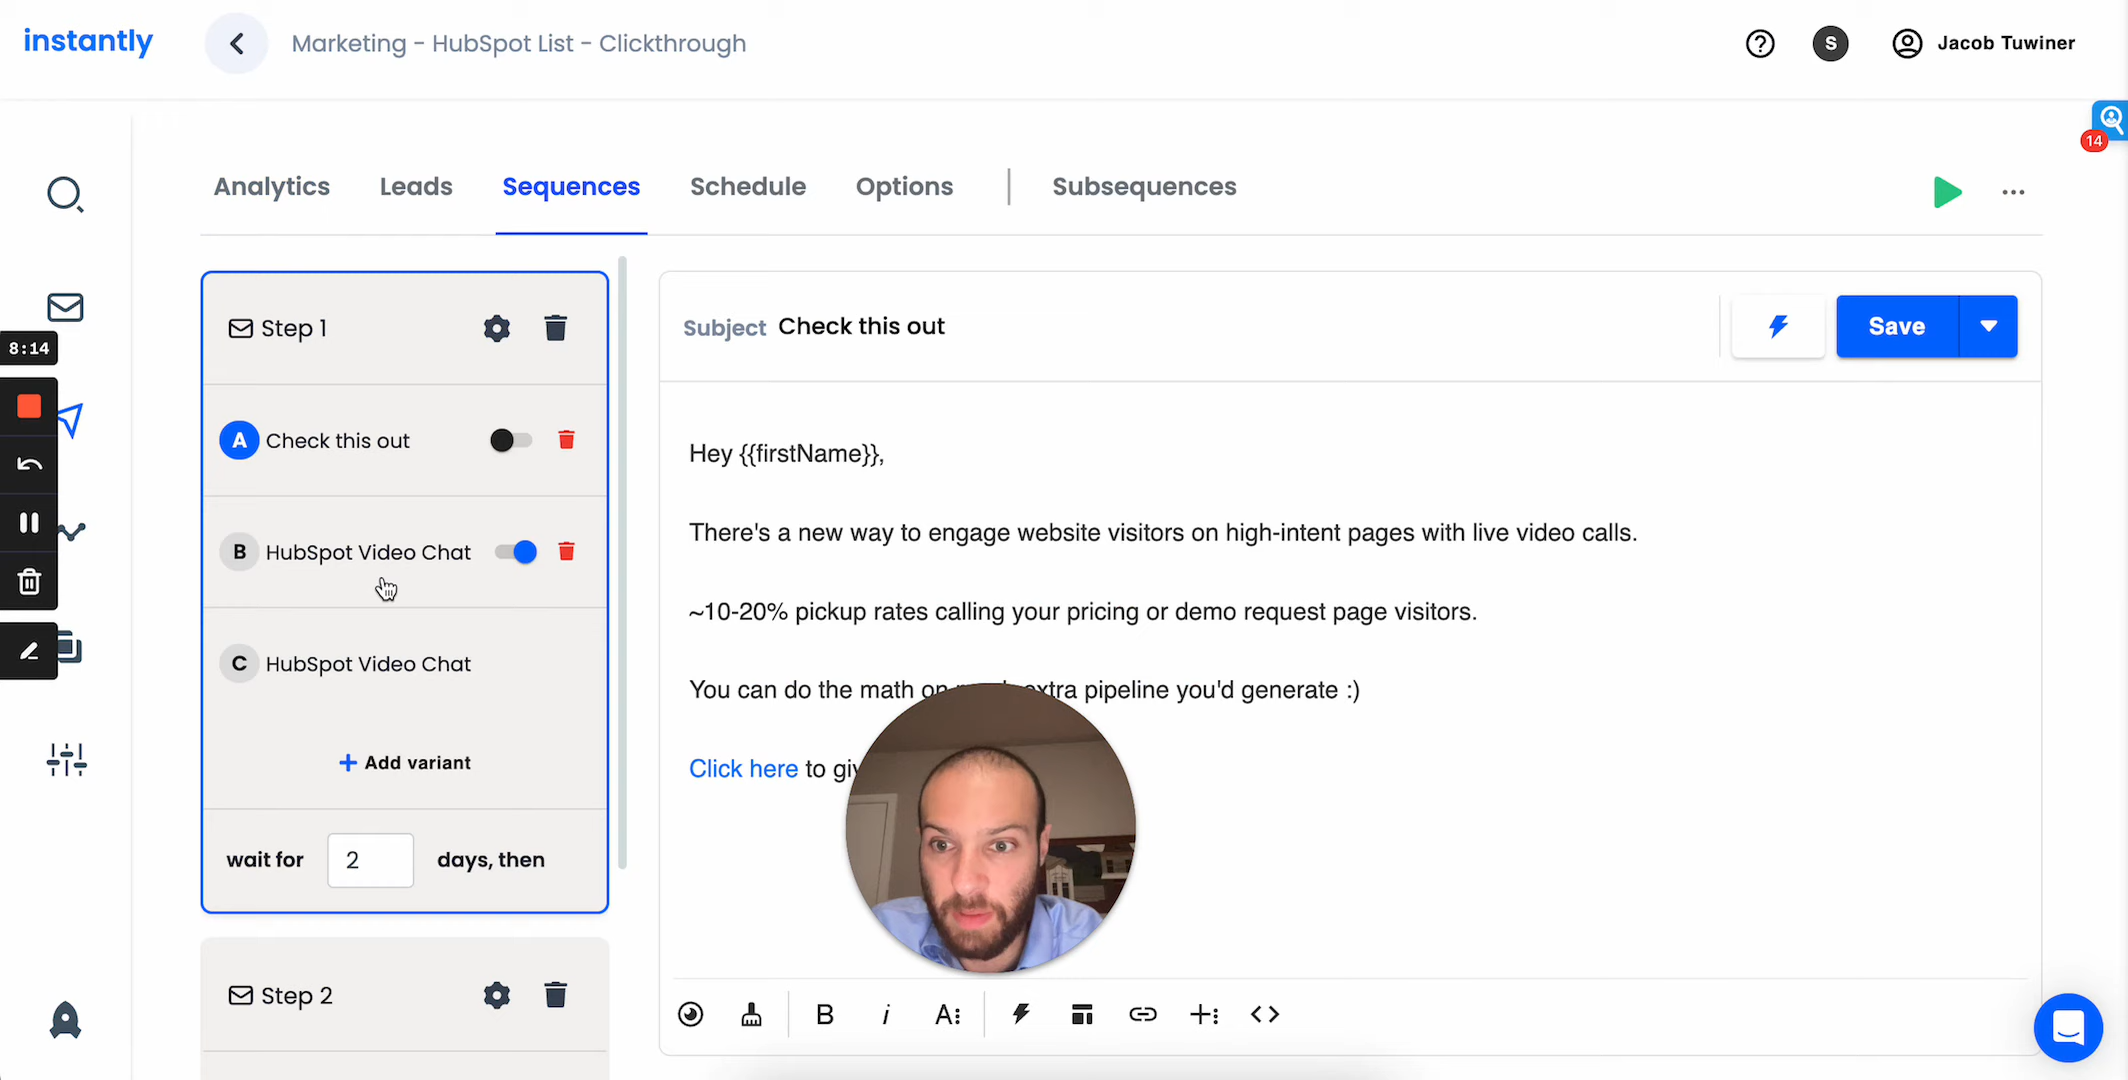 instantly
Marketing - HubSpot List - Clickthrough
S
Jacob Tuwiner
14
Analytics
Leads
Sequences
Schedule
Options
Subsequences
Step 1
Subject Check this out
Save
8:14
A Check this out
Hey {{firstName}},
There's a new way to engage website visitors on high-intent pages with live video calls.
B HubSpot Video Chat
~10-20% pickup rates calling your pricing or demo request page visitors.
C HubSpot Video Chat
You can do the math on extra pipeline you'd generate :)
+ Add variant
Click here to
wait for 2 days, then
Step 2
B i A